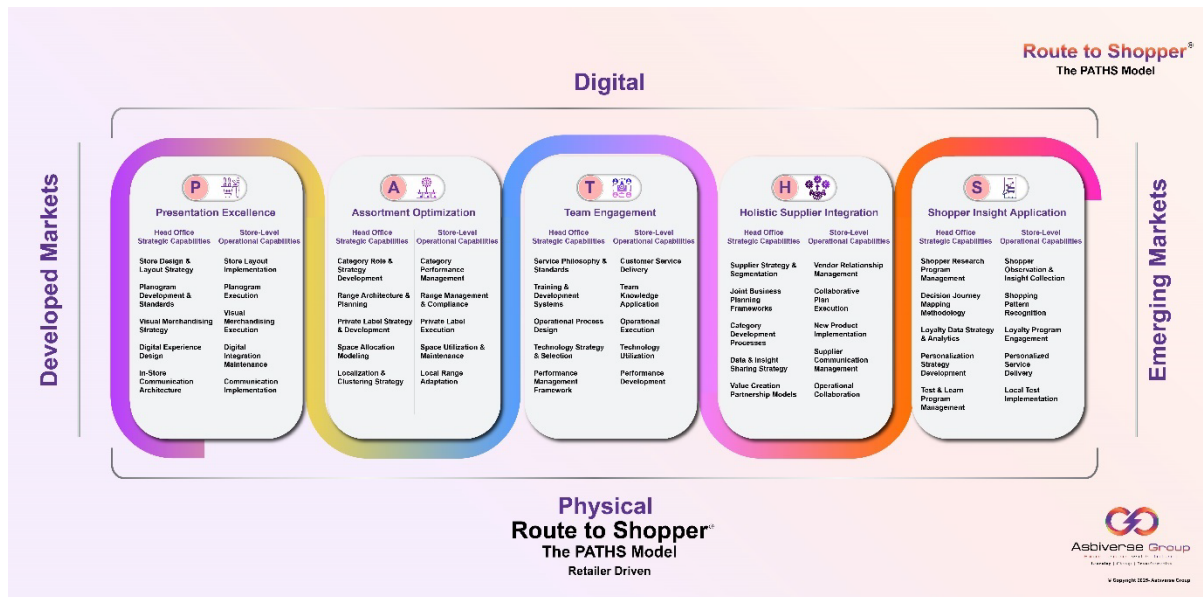 Route to Shopper®
The PATHS Model
Digital
Developed Markets
P
Presentation Excellence
Head Office
Strategic Capabilities
Store Design &
Layout Strategy
Planogram
Development &
Standards
Visual Merchandising
Strategy
Digital Experience
Design
In-Store
Communication
Architecture
Store-Level
Operational Capabilities
Store Layout
Implementation
Planogram
Execution
Visual
Merchandising
Execution
Digital
Integration
Maintenance
Communication
Implementation
A
Assortment Optimization
Head Office
Strategic Capabilities
Category Role &
Strategy
Development
Range Architecture &
Planning
Private Label Strategy
& Development
Space Allocation
Modeling
Localization &
Clustering Strategy
Store-Level
Operational Capabilities
Category
Performance
Management
Range Management
& Compliance
Private Label
Execution
Space Utilization &
Maintenance
Local Range
Adaptation
T
Team Engagement
Head Office
Strategic Capabilities
Service Philosophy &
Standards
Training &
Development
Systems
Operational Process
Design
Technology Strategy
& Selection
Performance
Management
Framework
Store-Level
Operational Capabilities
Customer Service
Delivery
Team
Knowledge
Application
Operational
Execution
Technology
Utilization
Performance
Development
H
Holistic Supplier Integration
Head Office
Strategic Capabilities
Supplier Strategy &
Segmentation
Joint Business
Planning
Frameworks
Category
Development
Processes
Data & Insight
Sharing Strategy
Value Creation
Partnership Models
Store-Level
Operational Capabilities
Vendor Relationship
Management
Collaborative
Plan
Execution
New Product
Implementation
Supplier
Communication
Management
Operational
Collaboration
S
Shopper Insight Application
Head Office
Strategic Capabilities
Shopper Research
Program
Management
Decision Journey
Mapping
Methodology
Loyalty Data Strategy
& Analytics
Personalization
Strategy
Development
Test & Learn
Program
Management
Store-Level
Operational Capabilities
Shopper
Observation &
Insight Collection
Shopping
Pattern
Recognition
Loyalty Program
Engagement
Personalized
Service
Delivery
Local Test
Implementation
Emerging Markets
Physical
Route to Shopper®
The PATHS Model
Retailer Driven
Asbiverse Group
© Copyright 2025- Asbiverse Group